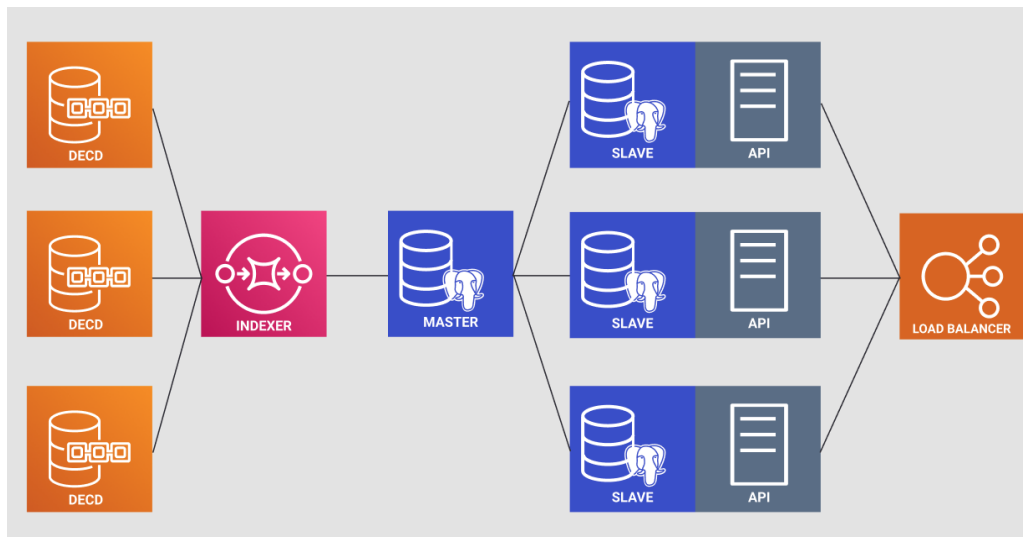 DECD
SLAVE
API
DECD
INDEXER
MASTER
SLAVE
API
LOAD BALANCER
DECD
SLAVE
API